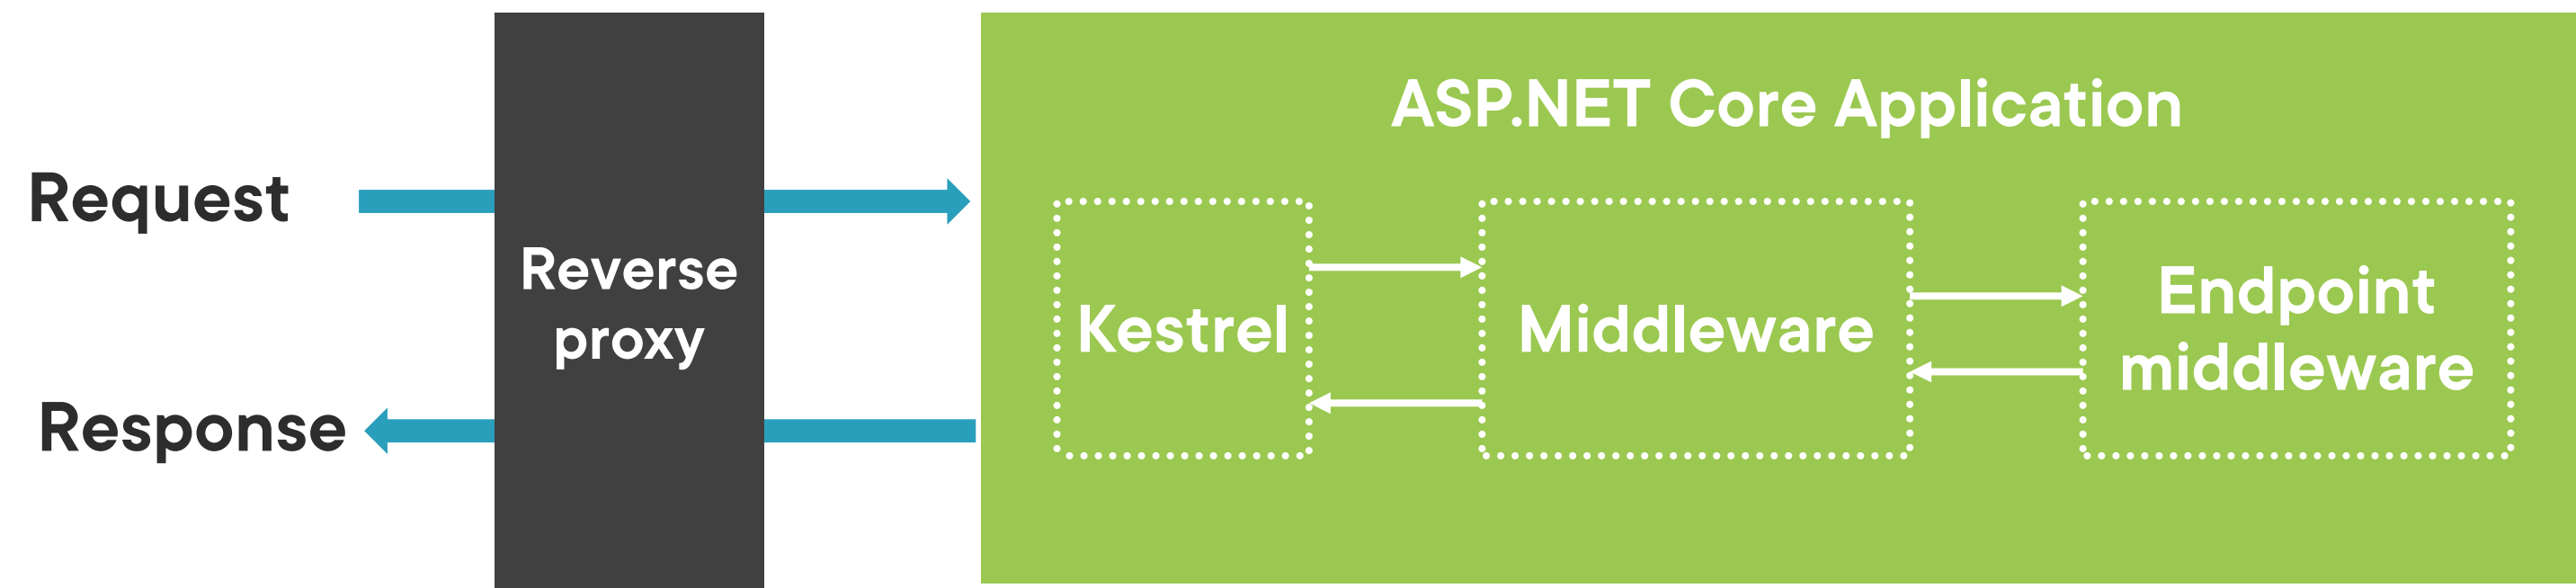 ASP.NET Core Application
Request
Reverse
proxy
Response
Kestrel
Middleware
Endpoint
middleware